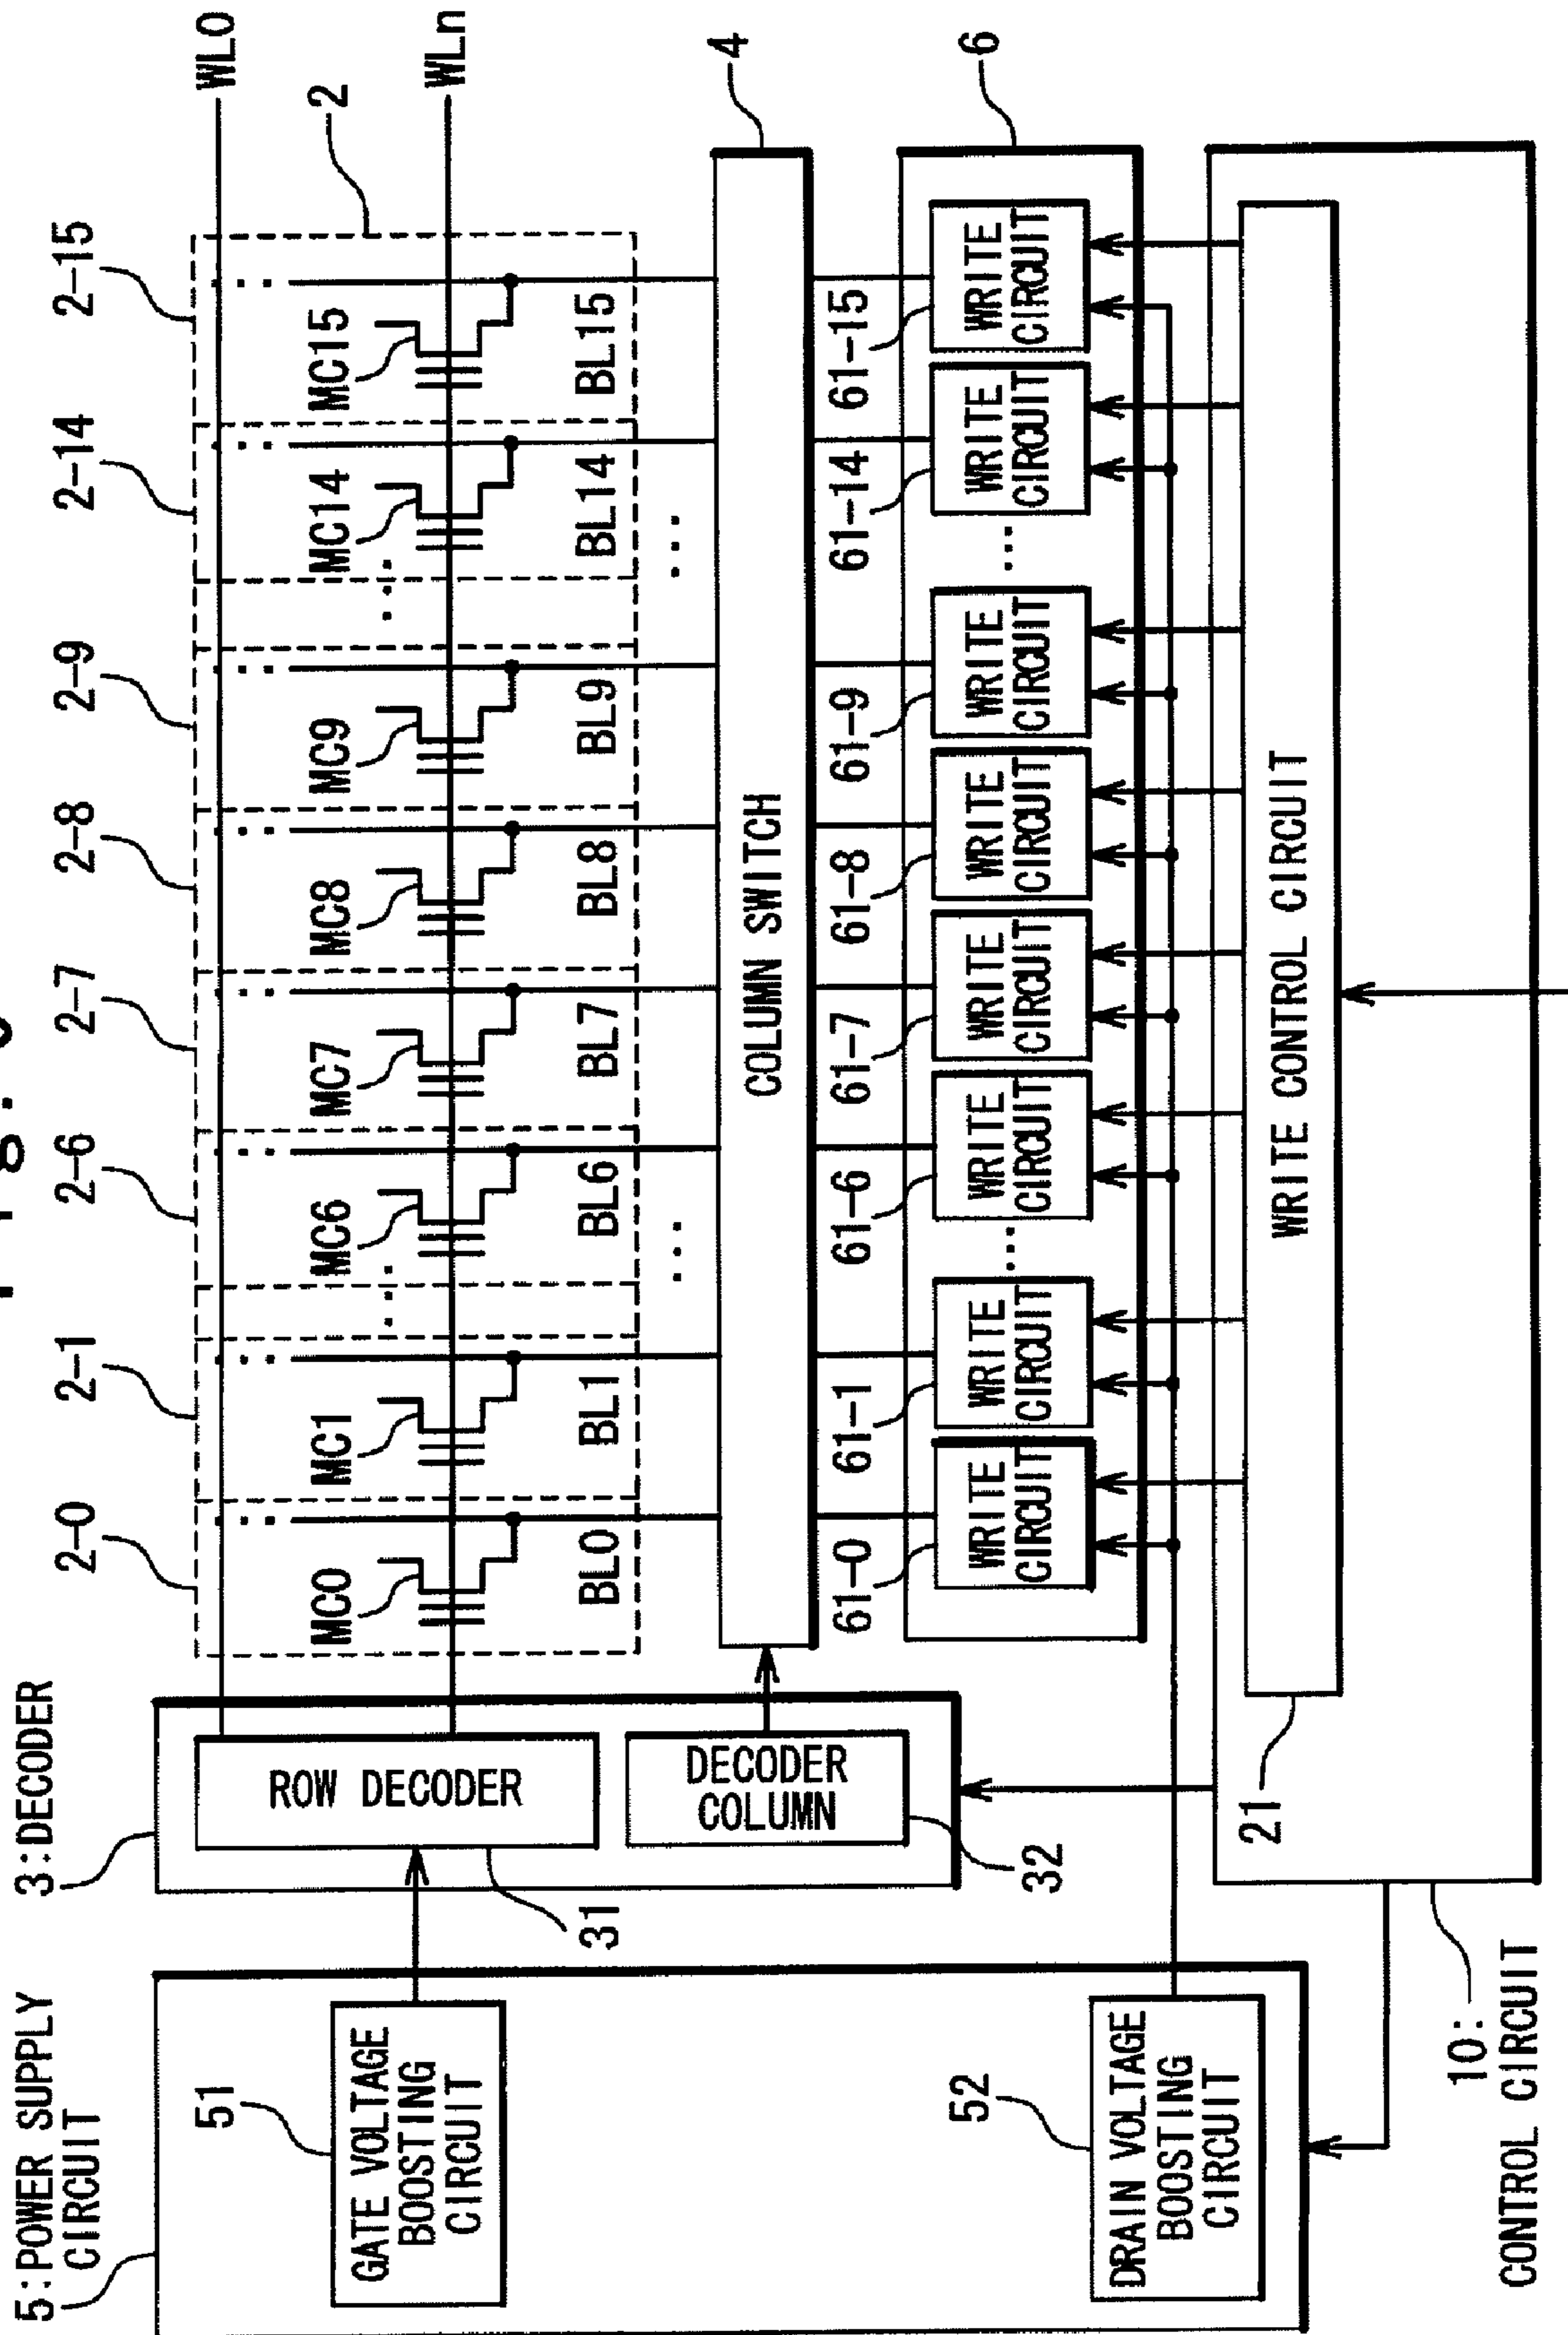 5:POWER SUPPLY
CIRCUIT
51
GATE VOLTAGE
BOOSTING
CIRCUIT
52
DRAIN VOLTAGE
BOOSTING
CIRCUIT
3:DECODER
ROW DECODER
31
DECODER
COLUMN
32
10:
CONTROL CIRCUIT
2-0
2-1
2-6
2-7
2-8
2-9
2-14
2-15
WL0
2
WLn
MC0
MC1
...
MC6
MC7
MC8
MC9
...
MC14
MC15
BL0
BL1
...
BL6
BL7
BL8
BL9
...
BL14
BL15
COLUMN SWITCH
4
61-0
61-1
61-6
61-7
61-8
61-9
61-14
61-15
6
WRITE
CIRCUIT
WRITE
CIRCUIT
...
WRITE
CIRCUIT
WRITE
CIRCUIT
WRITE
CIRCUIT
WRITE
CIRCUIT
...
WRITE
CIRCUIT
WRITE
CIRCUIT
21
WRITE CONTROL CIRCUIT